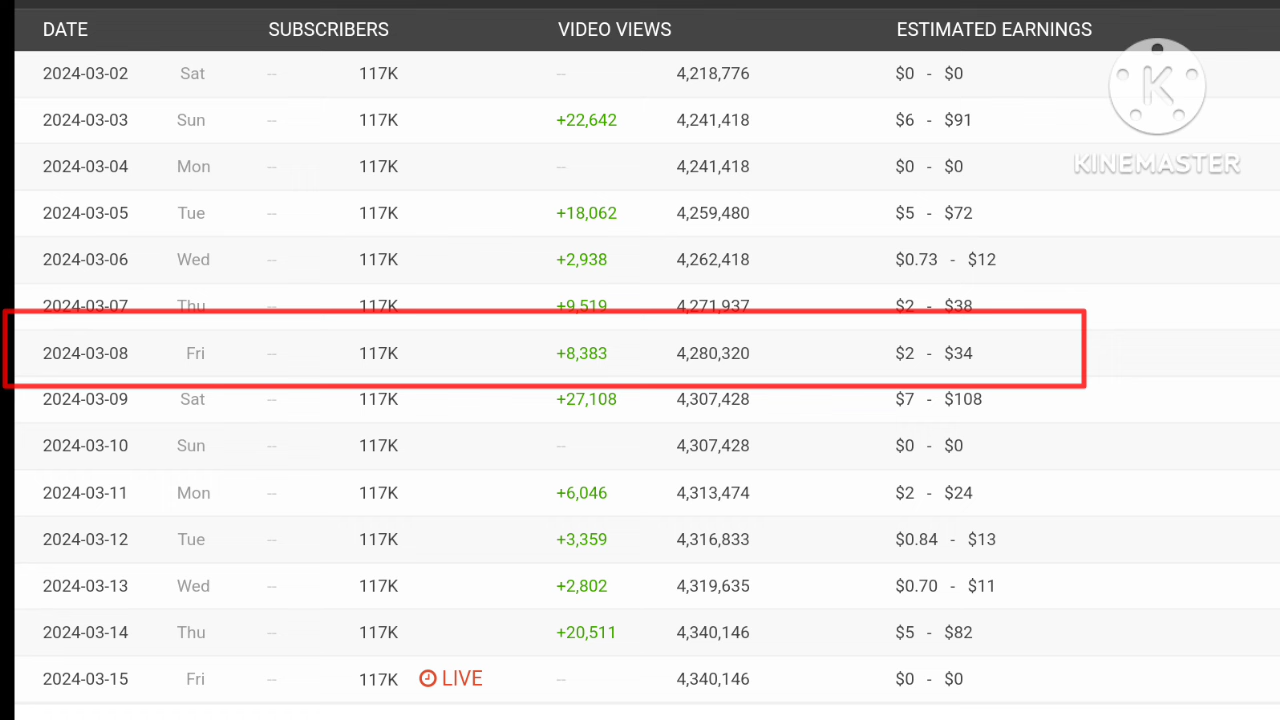 DATE SUBSCRIBERS VIDEO VIEWS ESTIMATED EARNINGS
2024-03-02 Sat -- 117K -- 4,218,776 $0 - $0
2024-03-03 Sun -- 117K +22,642 4,241,418 $6 - $91
2024-03-04 Mon -- 117K -- 4,241,418 $0 - $0
KINEMASTER
2024-03-05 Tue -- 117K +18,062 4,259,480 $5 - $72
2024-03-06 Wed -- 117K +2,938 4,262,418 $0.73 - $12
2024-03-07 Thu -- 117K +9,519 4,271,937 $2 - $38
2024-03-08 Fri -- 117K +8,383 4,280,320 $2 - $34
2024-03-09 Sat -- 117K +27,108 4,307,428 $7 - $108
2024-03-10 Sun -- 117K -- 4,307,428 $0 - $0
2024-03-11 Mon -- 117K +6,046 4,313,474 $2 - $24
2024-03-12 Tue -- 117K +3,359 4,316,833 $0.84 - $13
2024-03-13 Wed -- 117K +2,802 4,319,635 $0.70 - $11
2024-03-14 Thu -- 117K +20,511 4,340,146 $5 - $82
2024-03-15 Fri -- 117K LIVE -- 4,340,146 $0 - $0